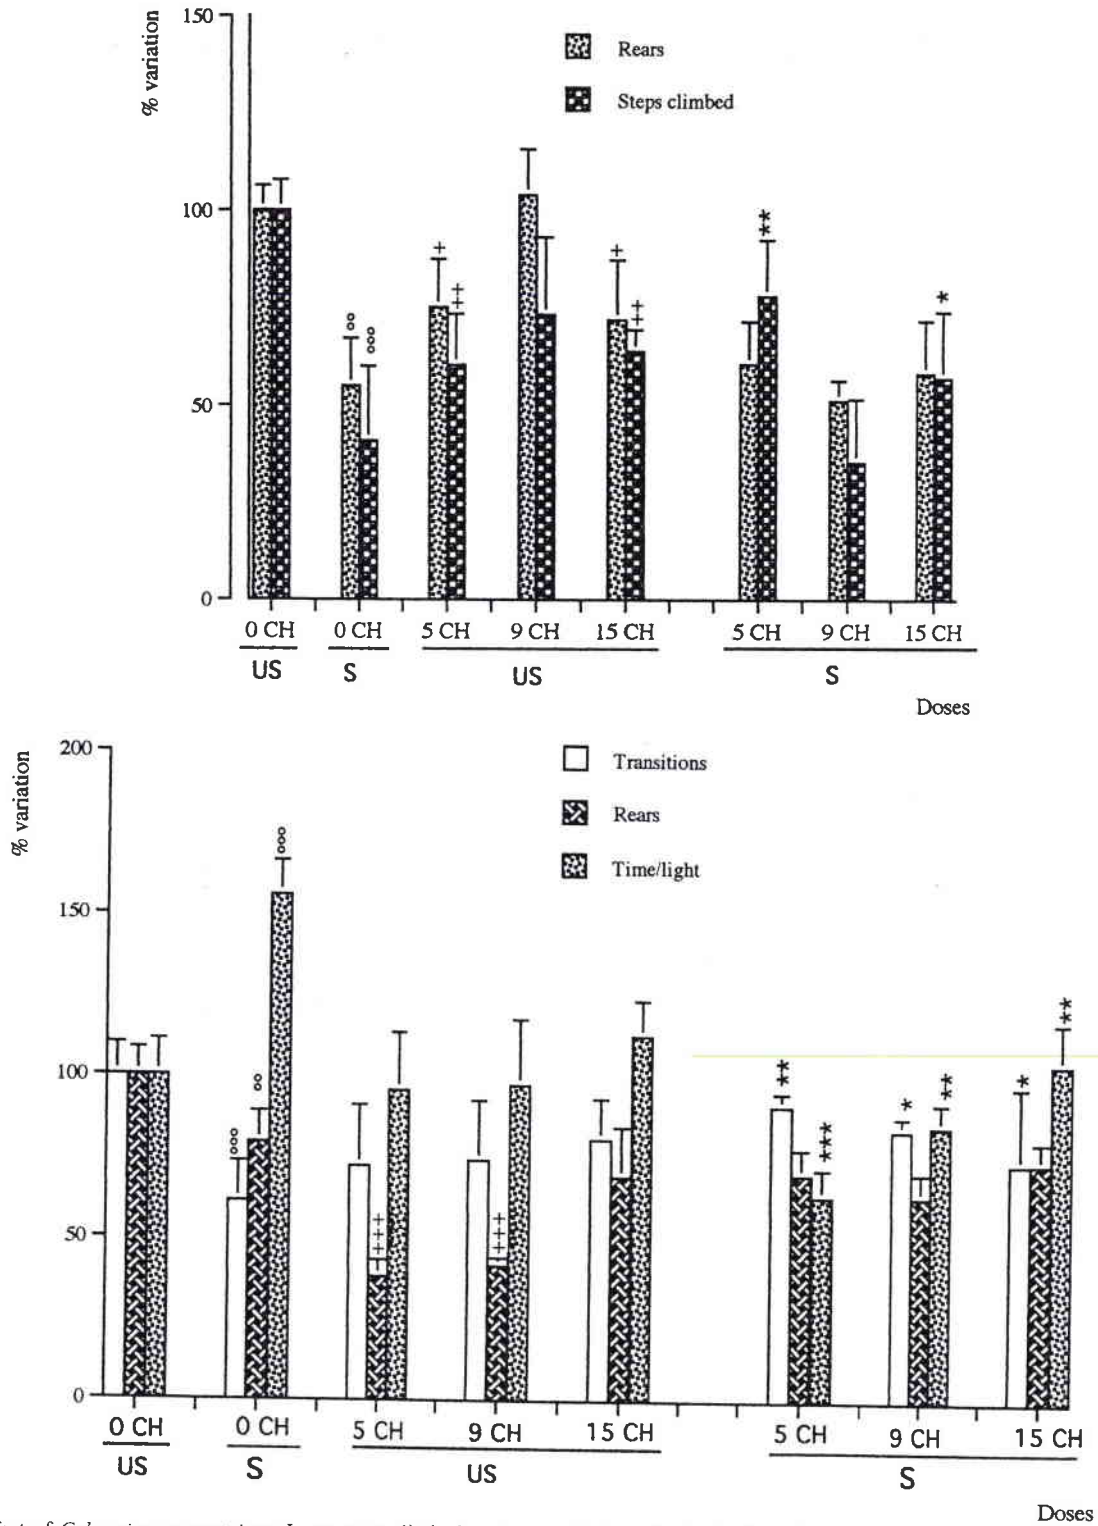 % variation
150
Rears
Steps climbed
100
**
+
+
++
++
*
°°
°°°
50
0
0 CH 0 CH 5 CH 9 CH 15 CH 5 CH 9 CH 15 CH
US S US S
Doses
% variation
200
Transitions
Rears
Time/light
°°°
150
**
100
°°
**
*
*
**
°°°
***
50
+++
+++
0
0 CH 0 CH 5 CH 9 CH 15 CH 5 CH 9 CH 15 CH
US S US S
Doses